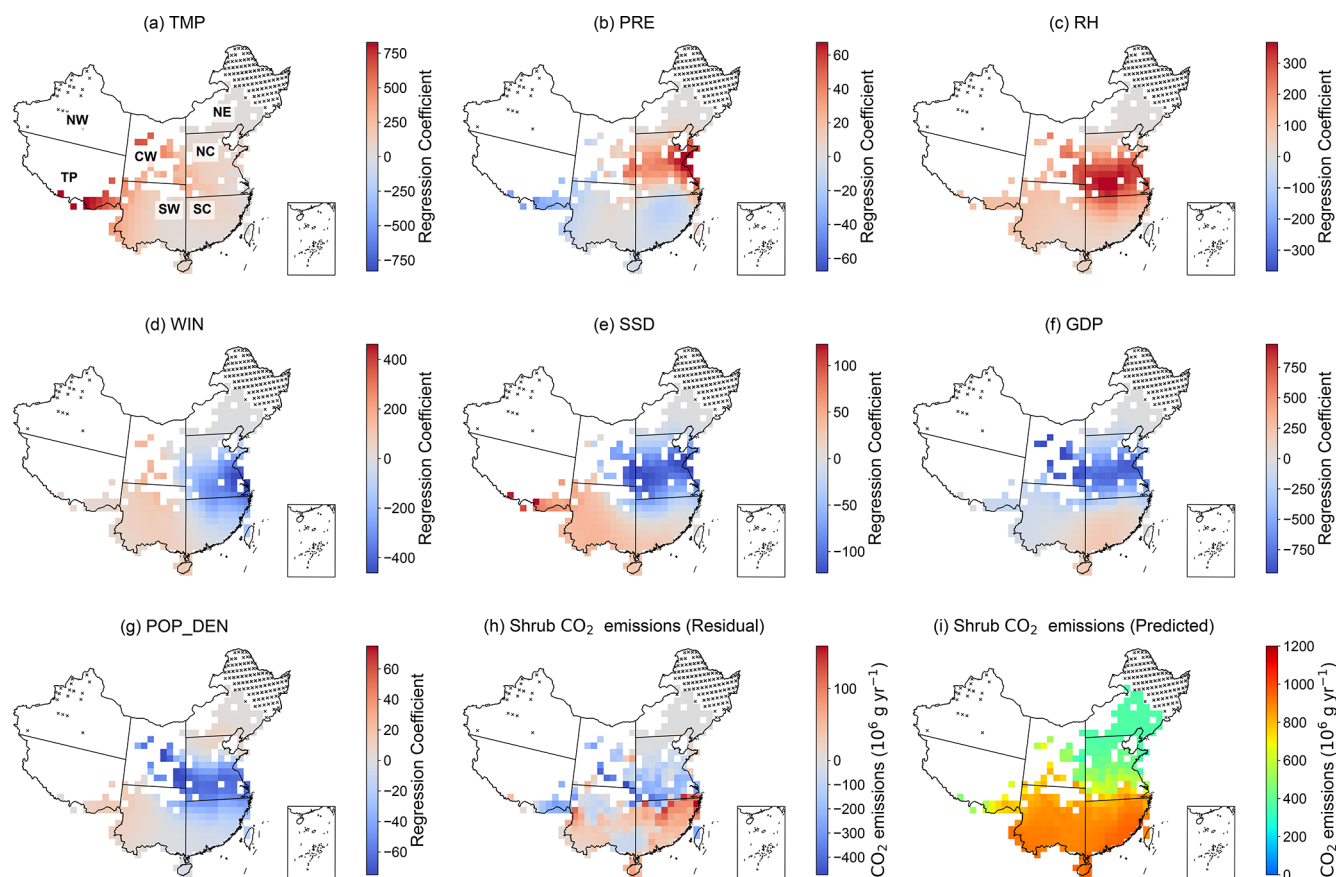 (a) TMP
750
500
250
0
−250
−500
−750
Regression Coefficient
NW
NE
CW
NC
TP
SW
SC
(b) PRE
60
40
20
0
−20
−40
−60
Regression Coefficient
(c) RH
300
200
100
0
−100
−200
−300
Regression Coefficient
(d) WIN
400
200
0
−200
−400
Regression Coefficient
(e) SSD
100
50
0
−50
−100
Regression Coefficient
(f) GDP
750
500
250
0
−250
−500
−750
Regression Coefficient
(g) POP_DEN
60
40
20
0
−20
−40
−60
Regression Coefficient
(h) Shrub CO₂ emissions (Residual)
100
0
−100
−200
−300
−400
CO₂ emissions (10⁶ g yr⁻¹)
(i) Shrub CO₂ emissions (Predicted)
1200
1000
800
600
400
200
0
CO₂ emissions (10⁶ g yr⁻¹)